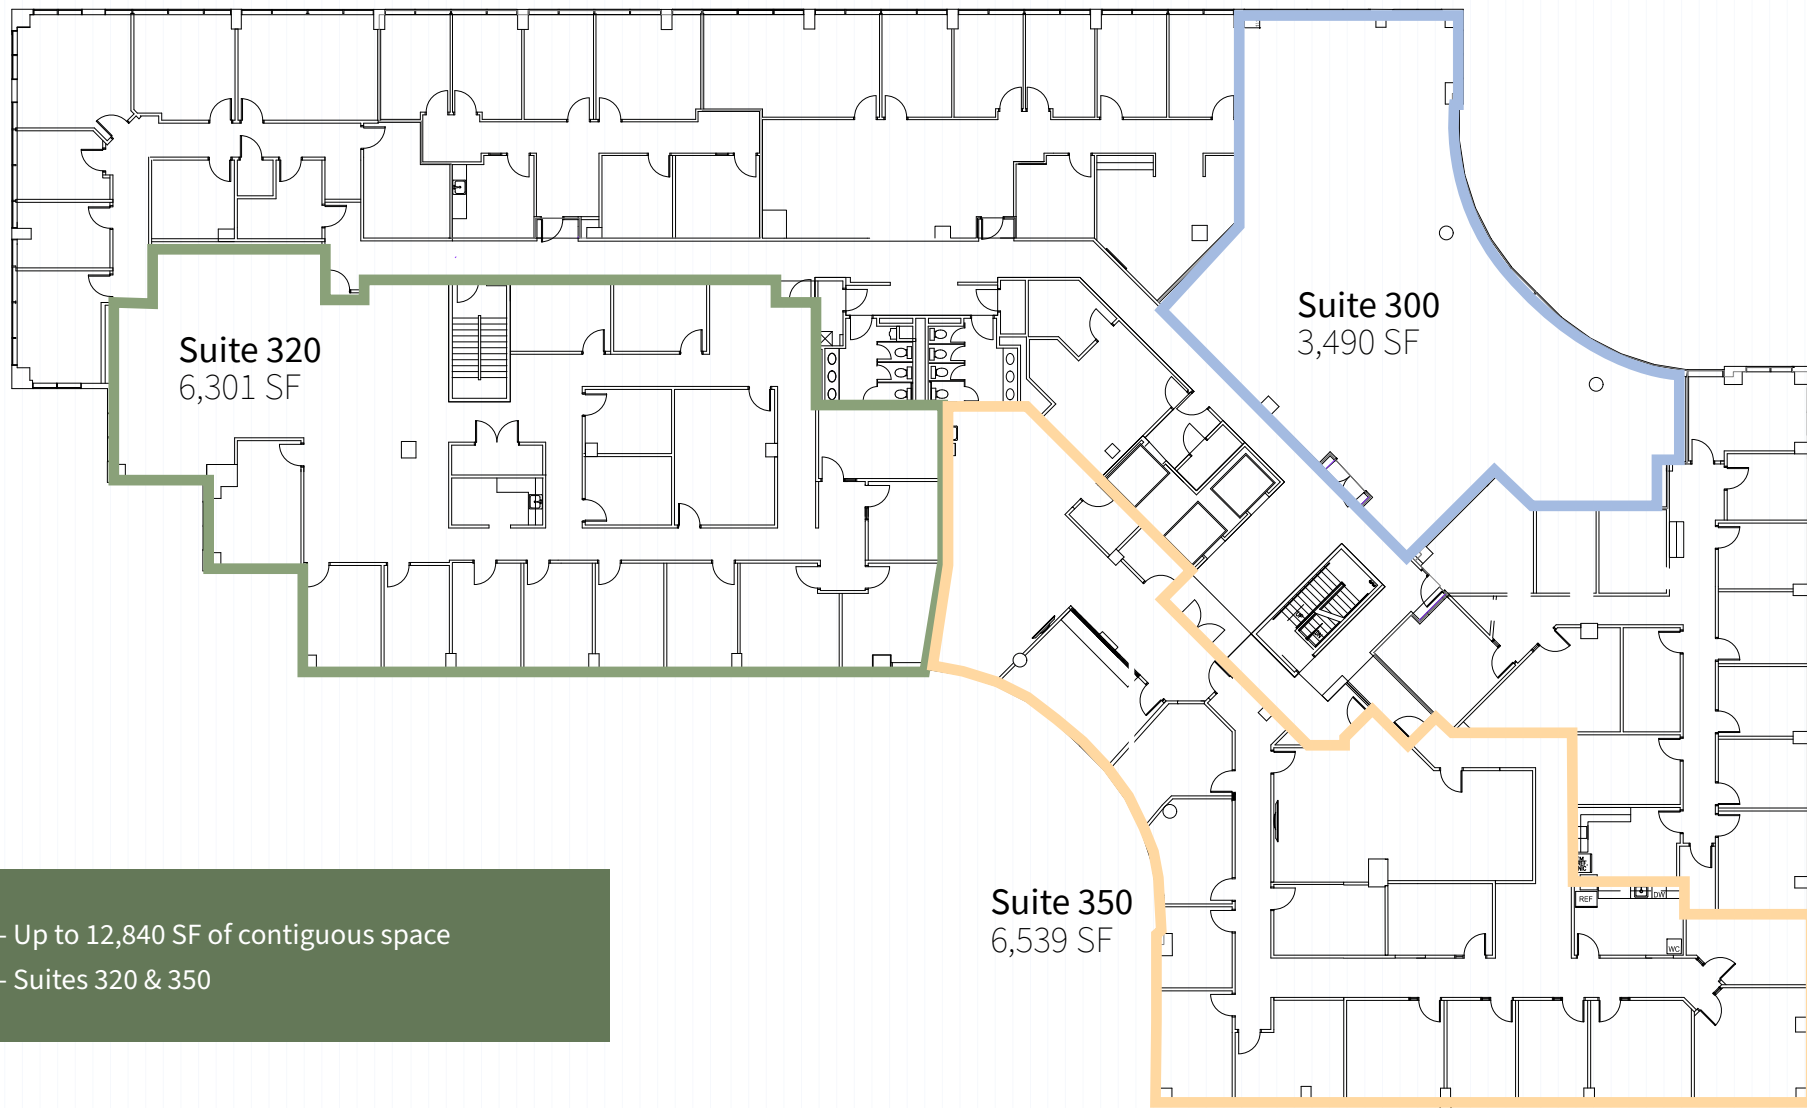 Suite 300
3,490 SF
Suite 320
6,301 SF
Suite 350
6,539 SF
REF
DW
WC
- Up to 12,840 SF of contiguous space
- Suites 320 & 350